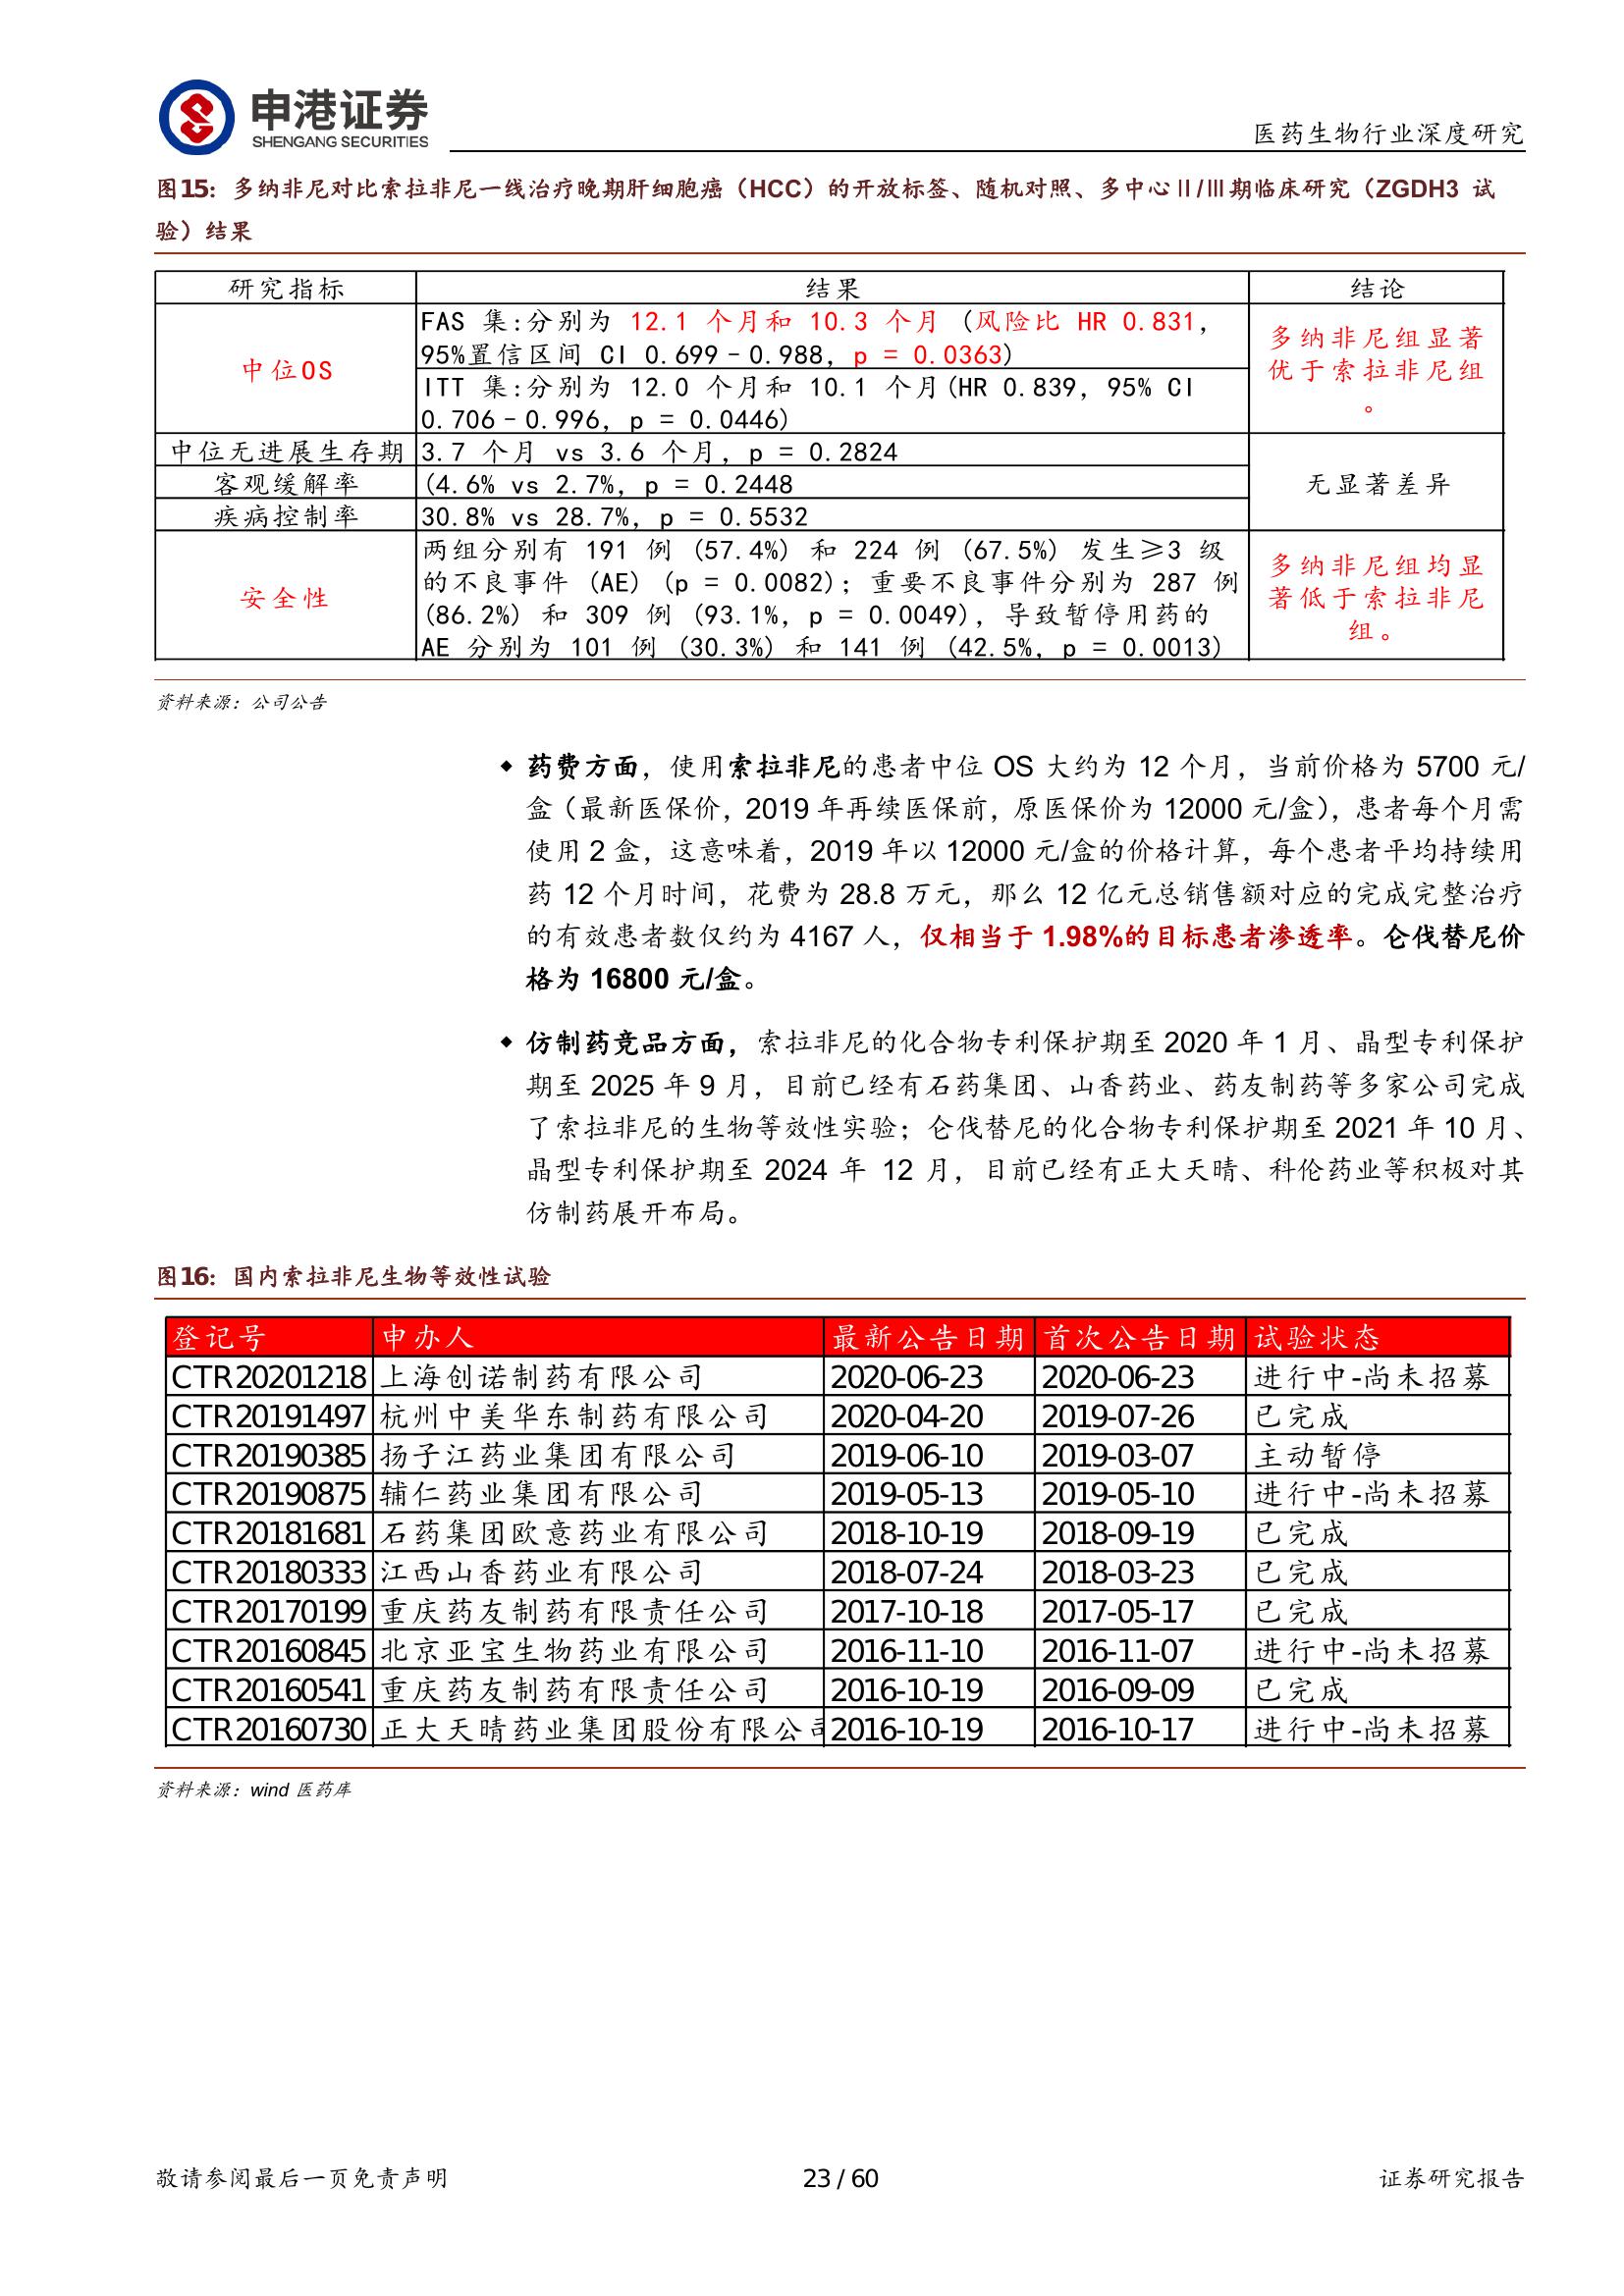 申港证券
SHENGANG SECURITIES
医药生物行业深度研究
图15：多纳非尼对比索拉非尼一线治疗晚期肝细胞癌（HCC）的开放标签、随机对照、多中心Ⅱ/Ⅲ期临床研究（ZGDH3 试
验）结果
研究指标 结果 结论
中位OS
FAS 集:分别为 12.1 个月和 10.3 个月 (风险比 HR 0.831,
95%置信区间 CI 0.699–0.988, p = 0.0363)
ITT 集:分别为 12.0 个月和 10.1 个月(HR 0.839, 95% CI
0.706–0.996, p = 0.0446)
多纳非尼组显著
优于索拉非尼组
。
中位无进展生存期 3.7 个月 vs 3.6 个月, p = 0.2824
客观缓解率 (4.6% vs 2.7%, p = 0.2448
疾病控制率 30.8% vs 28.7%, p = 0.5532
无显著差异
安全性
两组分别有 191 例 (57.4%) 和 224 例 (67.5%) 发生≥3 级
的不良事件 (AE) (p = 0.0082); 重要不良事件分别为 287 例
(86.2%) 和 309 例 (93.1%, p = 0.0049), 导致暂停用药的
AE 分别为 101 例 (30.3%) 和 141 例 (42.5%, p = 0.0013)
多纳非尼组均显
著低于索拉非尼
组。
资料来源：公司公告
◆ 药费方面，使用索拉非尼的患者中位 OS 大约为 12 个月，当前价格为 5700 元/
盒（最新医保价，2019 年再续医保前，原医保价为 12000 元/盒），患者每个月需
使用 2 盒，这意味着，2019 年以 12000 元/盒的价格计算，每个患者平均持续用
药 12 个月时间，花费为 28.8 万元，那么 12 亿元总销售额对应的完成完整治疗
的有效患者数仅约为 4167 人，仅相当于 1.98%的目标患者渗透率。仑伐替尼价
格为 16800 元/盒。
◆ 仿制药竞品方面，索拉非尼的化合物专利保护期至 2020 年 1 月、晶型专利保护
期至 2025 年 9 月，目前已经有石药集团、山香药业、药友制药等多家公司完成
了索拉非尼的生物等效性实验；仑伐替尼的化合物专利保护期至 2021 年 10 月、
晶型专利保护期至 2024 年 12 月，目前已经有正大天晴、科伦药业等积极对其
仿制药展开布局。
图16：国内索拉非尼生物等效性试验
登记号 申办人 最新公告日期 首次公告日期 试验状态
CTR20201218 上海创诺制药有限公司 2020-06-23 2020-06-23 进行中-尚未招募
CTR20191497 杭州中美华东制药有限公司 2020-04-20 2019-07-26 已完成
CTR20190385 扬子江药业集团有限公司 2019-06-10 2019-03-07 主动暂停
CTR20190875 辅仁药业集团有限公司 2019-05-13 2019-05-10 进行中-尚未招募
CTR20181681 石药集团欧意药业有限公司 2018-10-19 2018-09-19 已完成
CTR20180333 江西山香药业有限公司 2018-07-24 2018-03-23 已完成
CTR20170199 重庆药友制药有限责任公司 2017-10-18 2017-05-17 已完成
CTR20160845 北京亚宝生物药业有限公司 2016-11-10 2016-11-07 进行中-尚未招募
CTR20160541 重庆药友制药有限责任公司 2016-10-19 2016-09-09 已完成
CTR20160730 正大天晴药业集团股份有限公司 2016-10-19 2016-10-17 进行中-尚未招募
资料来源：wind 医药库
敬请参阅最后一页免责声明 23 / 60 证券研究报告